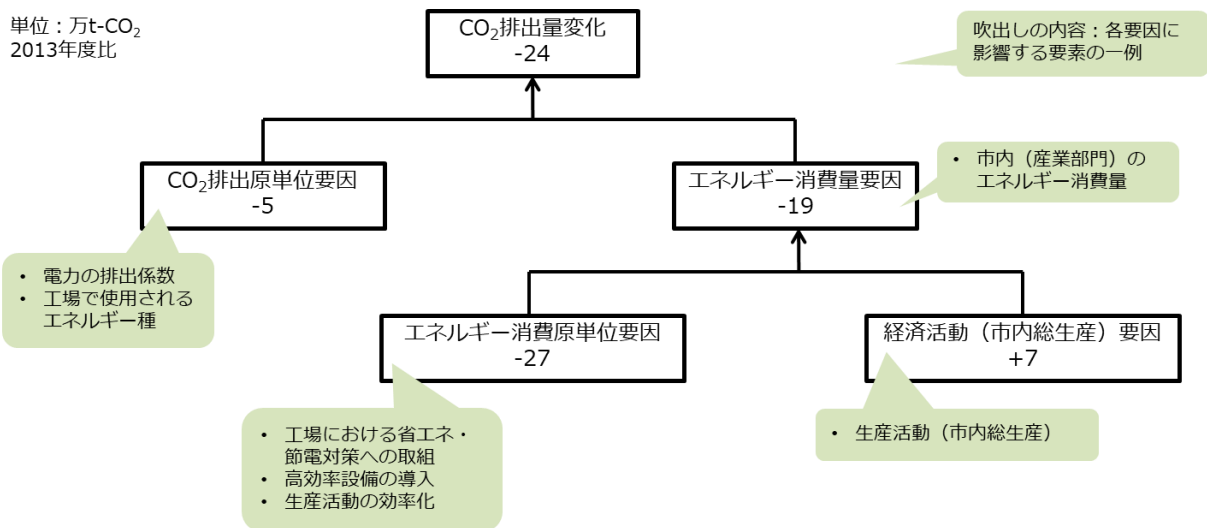 単位：万t-CO₂
2013年度比
CO₂排出量変化
-24
吹出しの内容：各要因に
影響する要素の一例
CO₂排出原単位要因
-5
エネルギー消費量要因
-19
• 市内（産業部門）の
エネルギー消費量
• 電力の排出係数
• 工場で使用される
エネルギー種
エネルギー消費原単位要因
-27
経済活動（市内総生産）要因
+7
• 工場における省エネ・
節電対策への取組
• 高効率設備の導入
• 生産活動の効率化
• 生産活動（市内総生産）